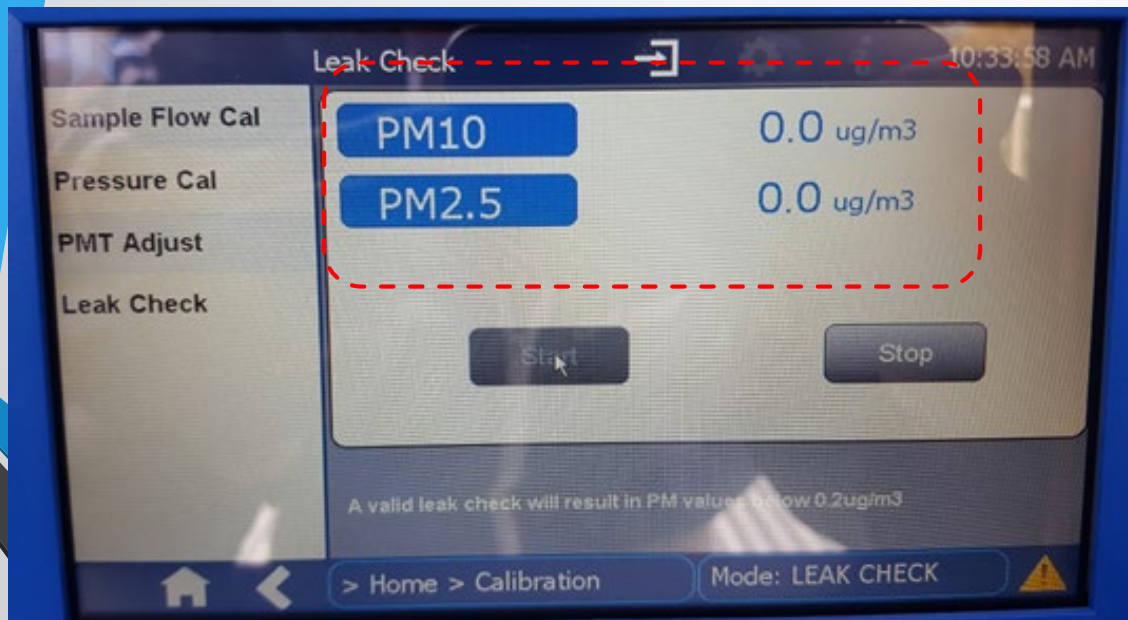 Leak Check 10:33:58 AM
Sample Flow Cal
Pressure Cal
PMT Adjust
Leak Check
PM10 0.0 ug/m3
PM2.5 0.0 ug/m3
Start Stop
A valid leak check will result in PM values below 0.2ug/m3
> Home > Calibration Mode: LEAK CHECK